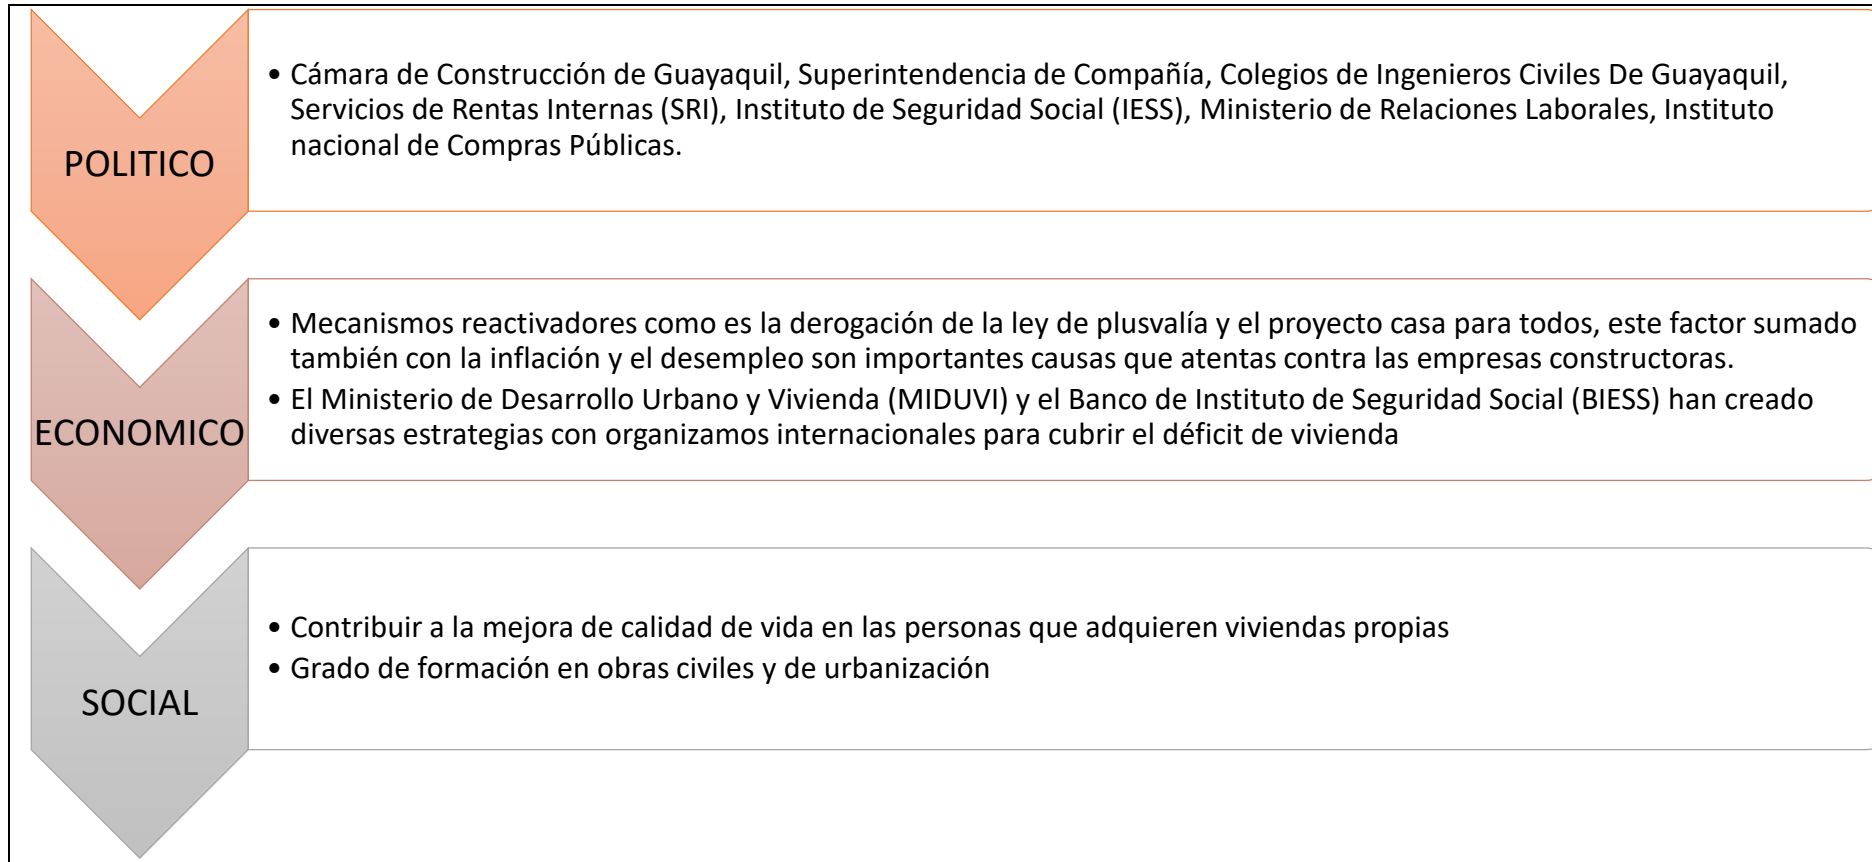 POLITICO
• Cámara de Construcción de Guayaquil, Superintendencia de Compañía, Colegios de Ingenieros Civiles De Guayaquil,
Servicios de Rentas Internas (SRI), Instituto de Seguridad Social (IESS), Ministerio de Relaciones Laborales, Instituto
nacional de Compras Públicas.
ECONOMICO
• Mecanismos reactivadores como es la derogación de la ley de plusvalía y el proyecto casa para todos, este factor sumado
también con la inflación y el desempleo son importantes causas que atentas contra las empresas constructoras.
• El Ministerio de Desarrollo Urbano y Vivienda (MIDUVI) y el Banco de Instituto de Seguridad Social (BIESS) han creado
diversas estrategias con organizamos internacionales para cubrir el déficit de vivienda
SOCIAL
• Contribuir a la mejora de calidad de vida en las personas que adquieren viviendas propias
• Grado de formación en obras civiles y de urbanización